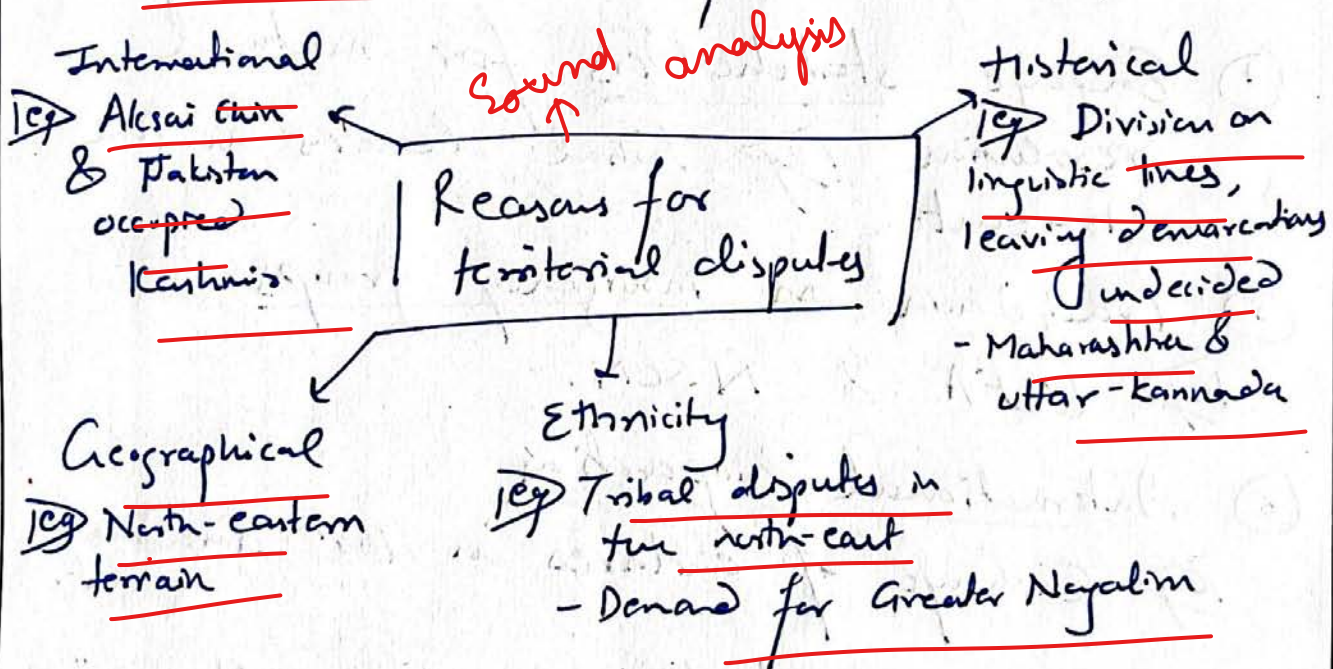 Sound analysis
International
eg Aksai Chin
& Pakistan
occupied
Kashmir.
Reasons for
territorial disputes
Historical
eg Division on
linguistic lines,
leaving demarcations
undecided
- Maharashtra &
Uttar-Kannada
Geographical
eg North-eastern
terrain
Ethnicity
eg Tribal disputes in
the north-east
- Demand for Greater Nagalim